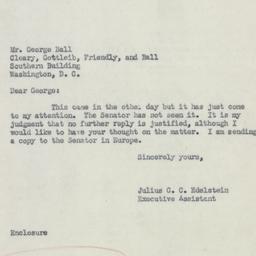 Mr. George Ball
Cleary, Gottleib, Friendly, and Ball
Southern Building
Washington, D. C.
Dear George:
This came in the other day but it has just come
to my attention. The Senator has not seen it. It is my
judgment that no further reply is justified, although I
would like to have your thought on the matter. I am sending
a copy to the Senator in Europe.
Sincerely yours,
Julius C. C. Edelstein
Executive Assistant
Enclosure